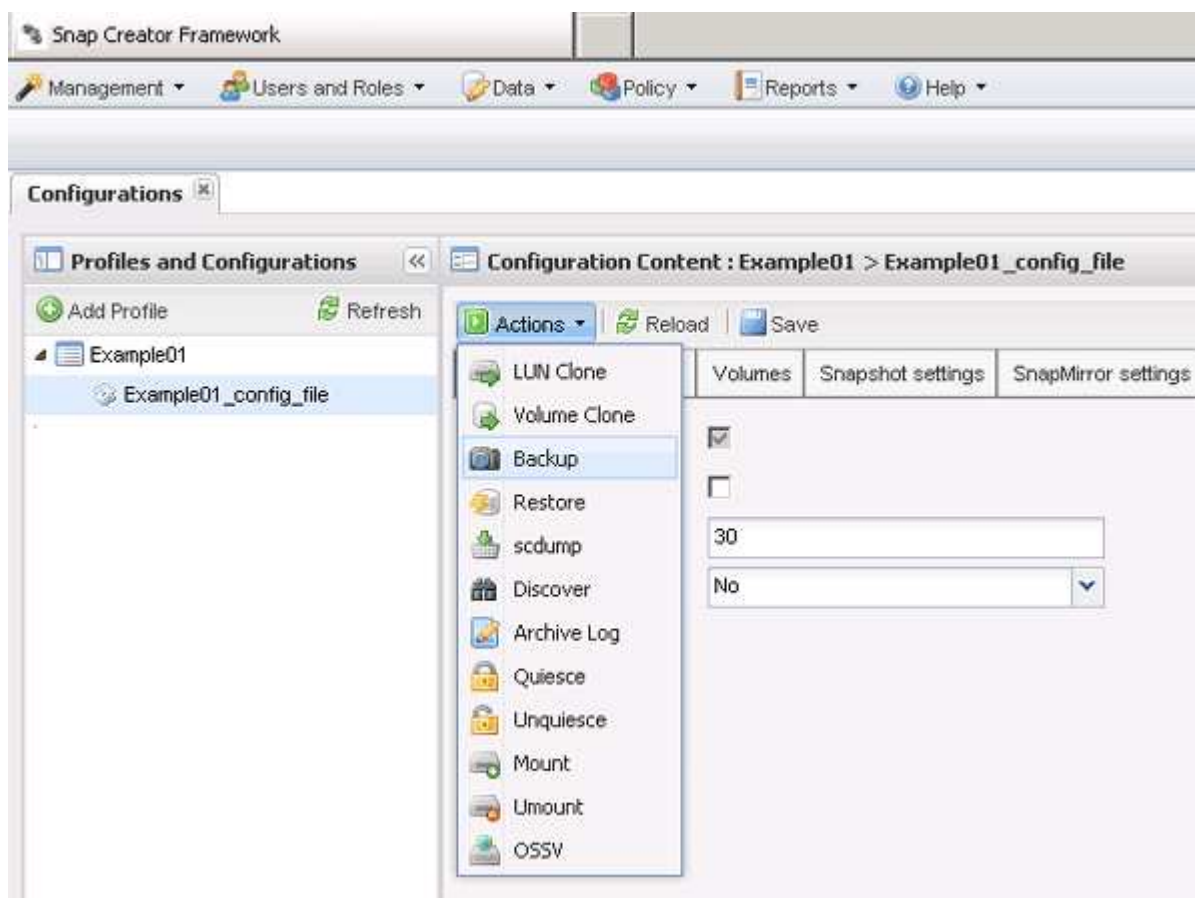 Snap Creator Framework
Management Users and Roles Data Policy Reports Help
Configurations
Profiles and Configurations
Configuration Content : Example01 > Example01_config_file
Add Profile Refresh
Actions Reload Save
Example01
Example01_config_file
Volumes Snapshot settings SnapMirror settings
LUN Clone
Volume Clone
Backup
Restore
scdump
30
Discover
No
Archive Log
Quiesce
Unquiesce
Mount
Umount
OSSV